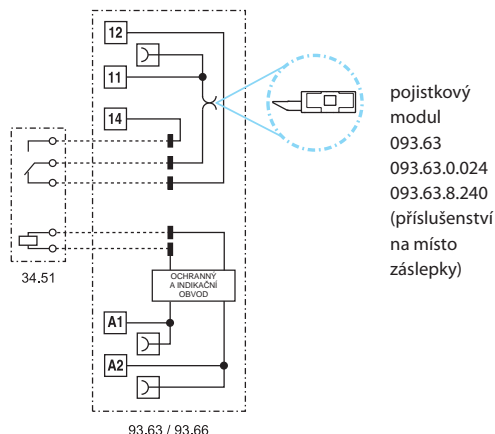 12
11
14
34.51
OCHRANNÝ
A INDIKAČNÍ
OBVOD
A1
A2
93.63 / 93.66
pojistkový
modul
093.63
093.63.0.024
093.63.8.240
(příslušenství
na místo
záslepky)